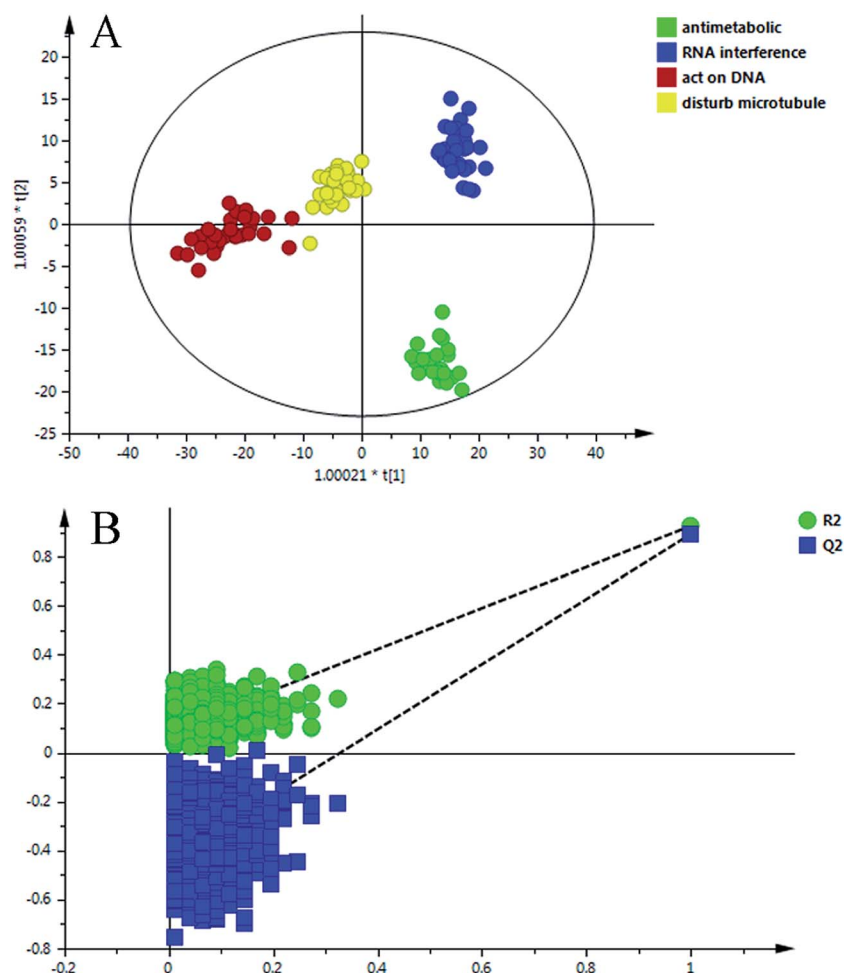 A
antimetabolic
RNA interference
act on DNA
disturb microtubule
20
15
10
5
0
-5
-10
-15
-20
-25
1.00059 * t[2]
-50 -40 -30 -20 -10 0 10 20 30 40
1.00021 * t[1]
B
R2
Q2
0.8
0.6
0.4
0.2
0
-0.2
-0.4
-0.6
-0.8
-0.2 0 0.2 0.4 0.6 0.8 1